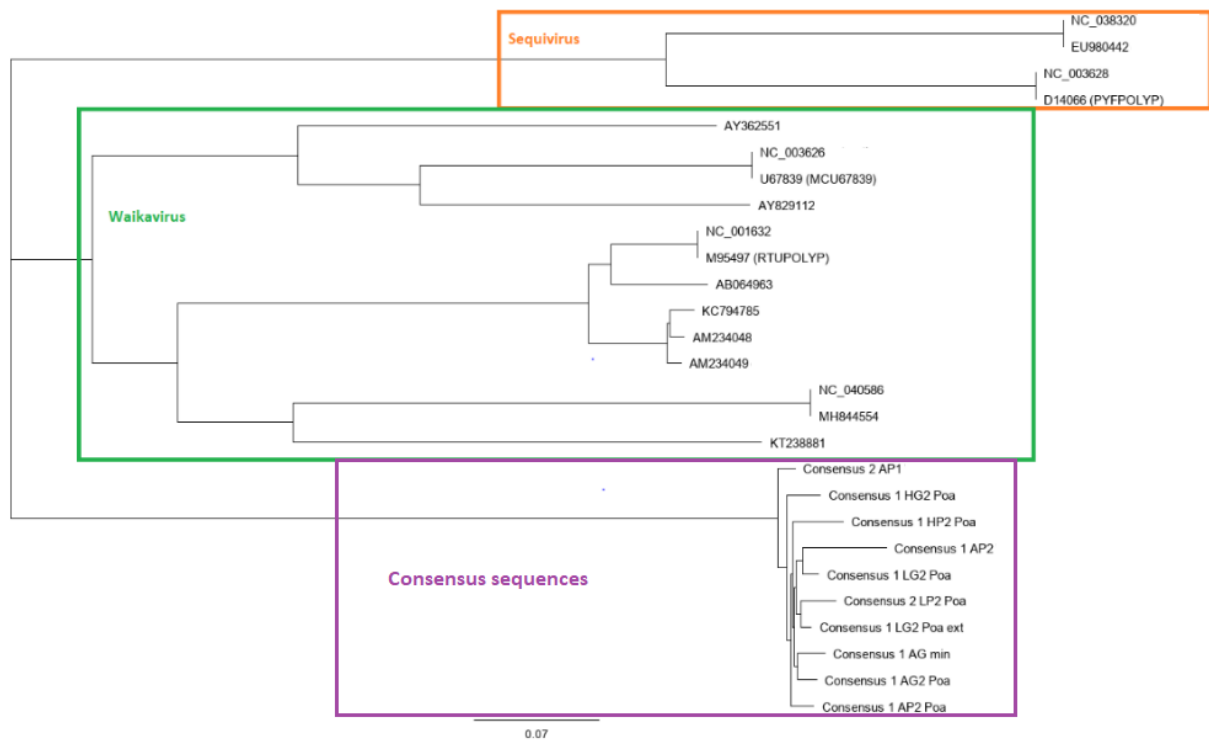 NC_038320
Sequivirus
EU980442
NC_003628
D14066 (PYFPOLYP)
AY362551
NC_003626
U67839 (MCU67839)
AY829112
Waikavirus
NC_001632
M95497 (RTUPOLYP)
AB064963
KC794785
AM234048
AM234049
NC_040586
MH844554
KT238881
Consensus 2 AP1
Consensus 1 HG2 Poa
Consensus 1 HP2 Poa
Consensus 1 AP2
Consensus 1 LG2 Poa
Consensus sequences
Consensus 2 LP2 Poa
Consensus 1 LG2 Poa ext
Consensus 1 AG min
Consensus 1 AG2 Poa
Consensus 1 AP2 Poa
0.07